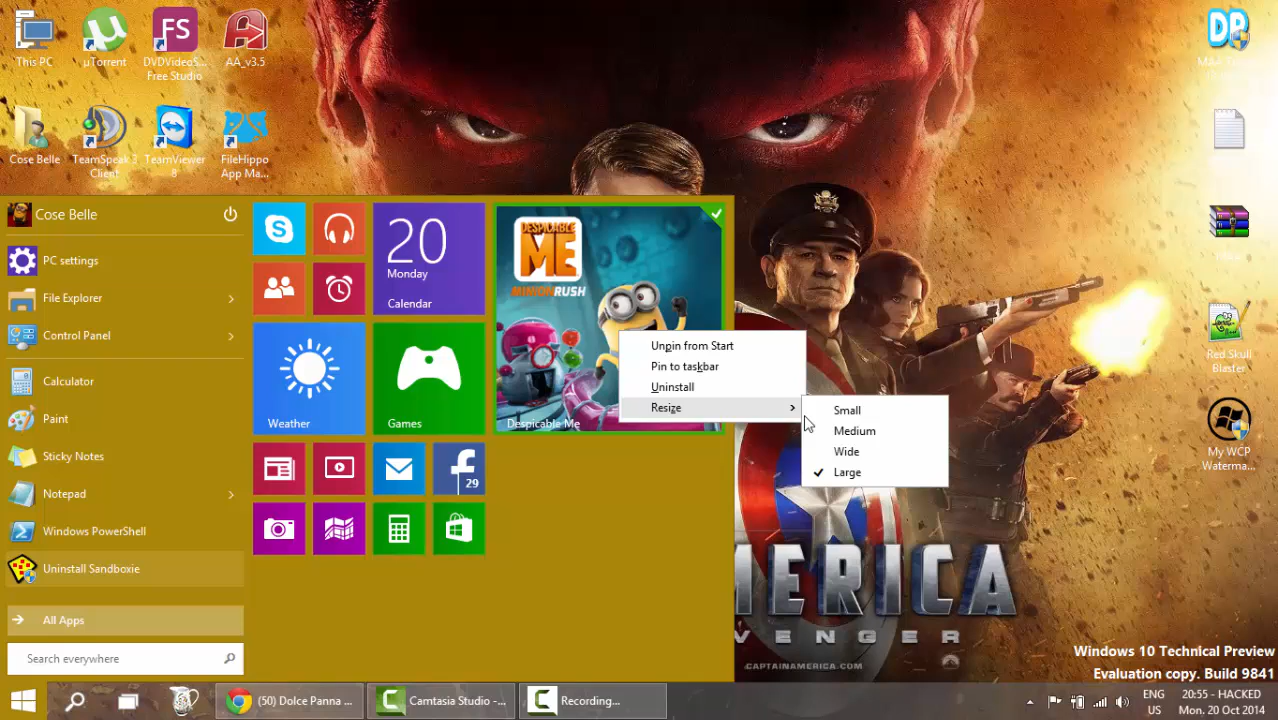 This PC
µTorrent
DVDVideoS...
Free Studio
AA_v3.5
FS
DP
Cose Belle
TeamSpeak 3
Client
TeamViewer
8
FileHippo
App Ma...
Cose Belle
PC settings
File Explorer
Control Panel
Calculator
Paint
Sticky Notes
Notepad
Windows PowerShell
Uninstall Sandboxie
All Apps
Search everywhere
20
Monday
Calendar
Weather
Games
DESPICABLE
ME
MINION RUSH
Despicable Me
29
Unpin from Start
Pin to taskbar
Uninstall
Resize
Small
Medium
Wide
Large
Red Skull
Blaster
My WCP
Waterma...
MERICA
VENGER
CAPTAINAMERICA.COM
Windows 10 Technical Preview
Evaluation copy. Build 9841
(50) Dolce Panna ...
Camtasia Studio -...
Recording...
ENG
US
20:55 - HACKED
Mon. 20 Oct 2014